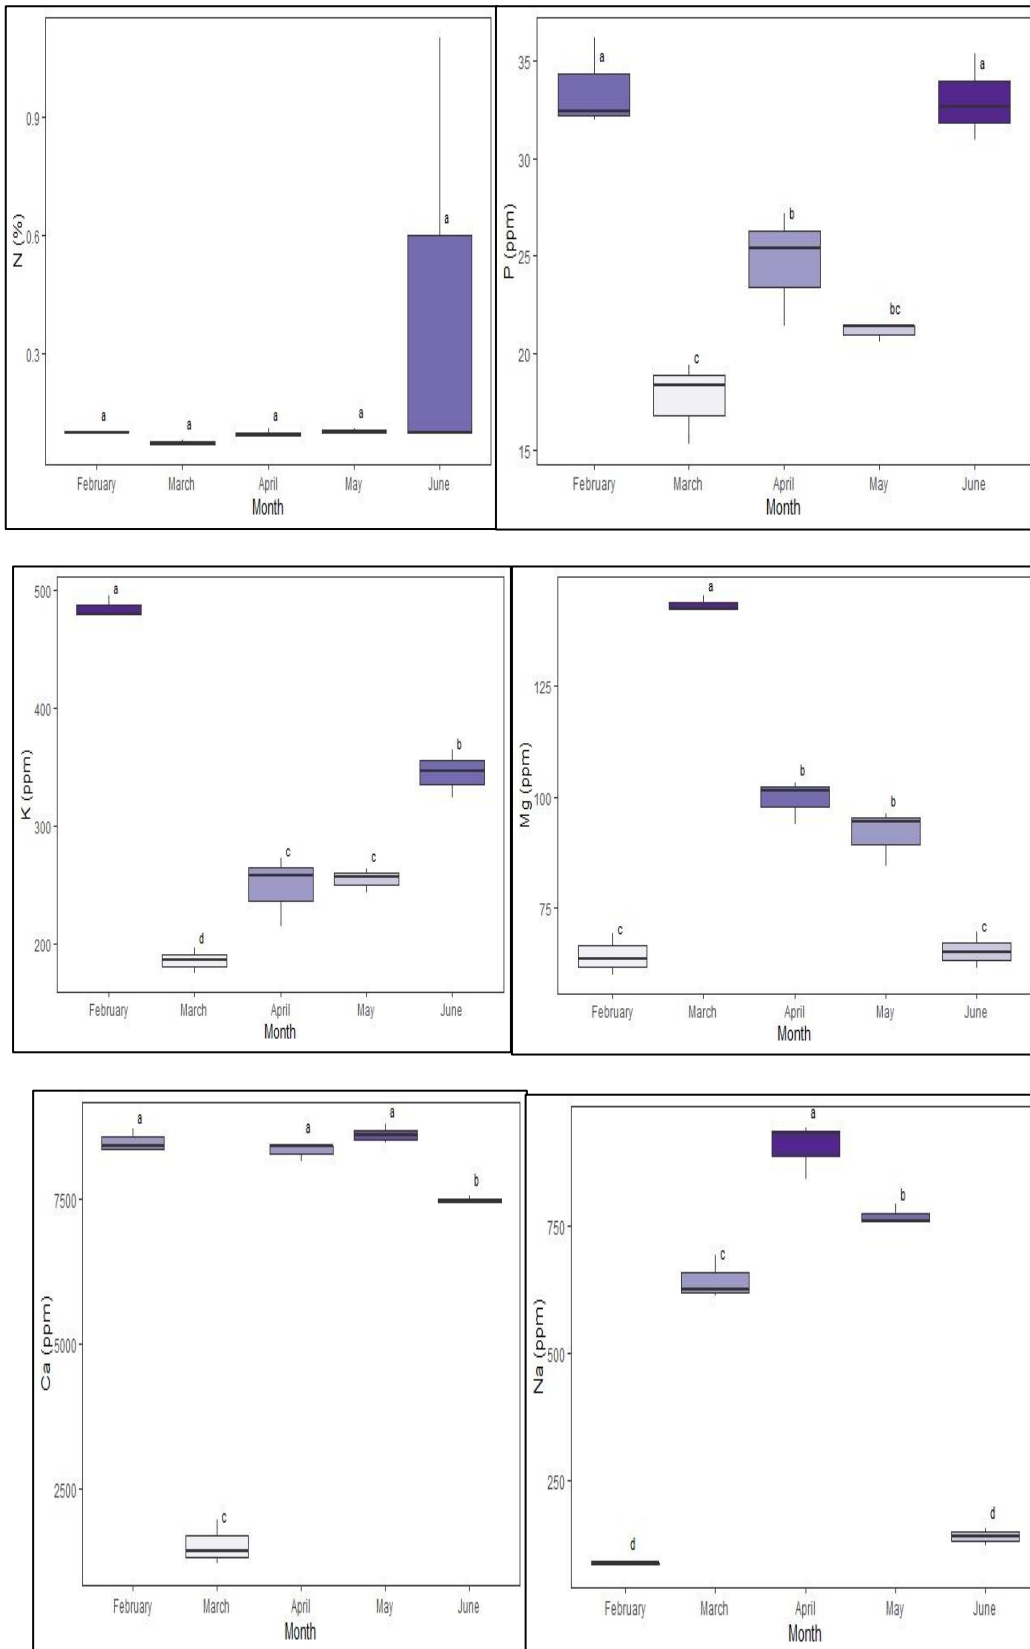 N (%)
0.9
0.6
0.3
a a a a a
February March April May June
Month
P (ppm)
35
30
25
20
15
a c b bc a
February March April May June
Month
K (ppm)
500
400
300
200
a d c c b
February March April May June
Month
Mg (ppm)
125
100
75
c a b b c
February March April May June
Month
Ca (ppm)
7500
5000
2500
a c a a b
February March April May June
Month
Na (ppm)
750
500
250
d c a b d
February March April May June
Month